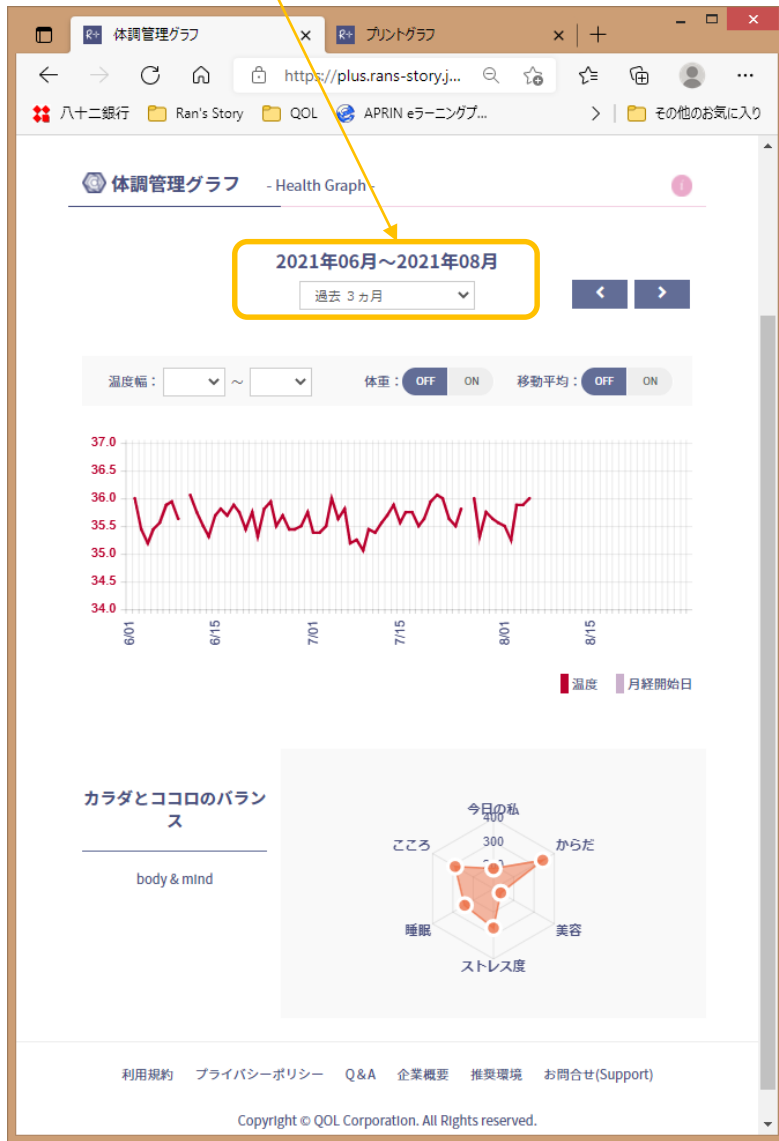 R+ 体調管理グラフ
R+ プリントグラフ
https://plus.rans-story.j...
八十二銀行 Ran's Story QOL APRIN eラーニングプ... その他のお気に入り
体調管理グラフ - Health Graph -
i
2021年06月～2021年08月
過去 3ヵ月
温度幅： ～ 体重： OFF ON 移動平均： OFF ON
37.0
36.5
36.0
35.5
35.0
34.5
34.0
6/01 6/15 7/01 7/15 8/01 8/15
温度 月経開始日
カラダとココロのバラン
ス
body & mind
今日の私
400
300
こころ からだ
睡眠 美容
ストレス度
利用規約 プライバシーポリシー Q&A 企業概要 推奨環境 お問合せ(Support)
Copyright © QOL Corporation. All Rights reserved.